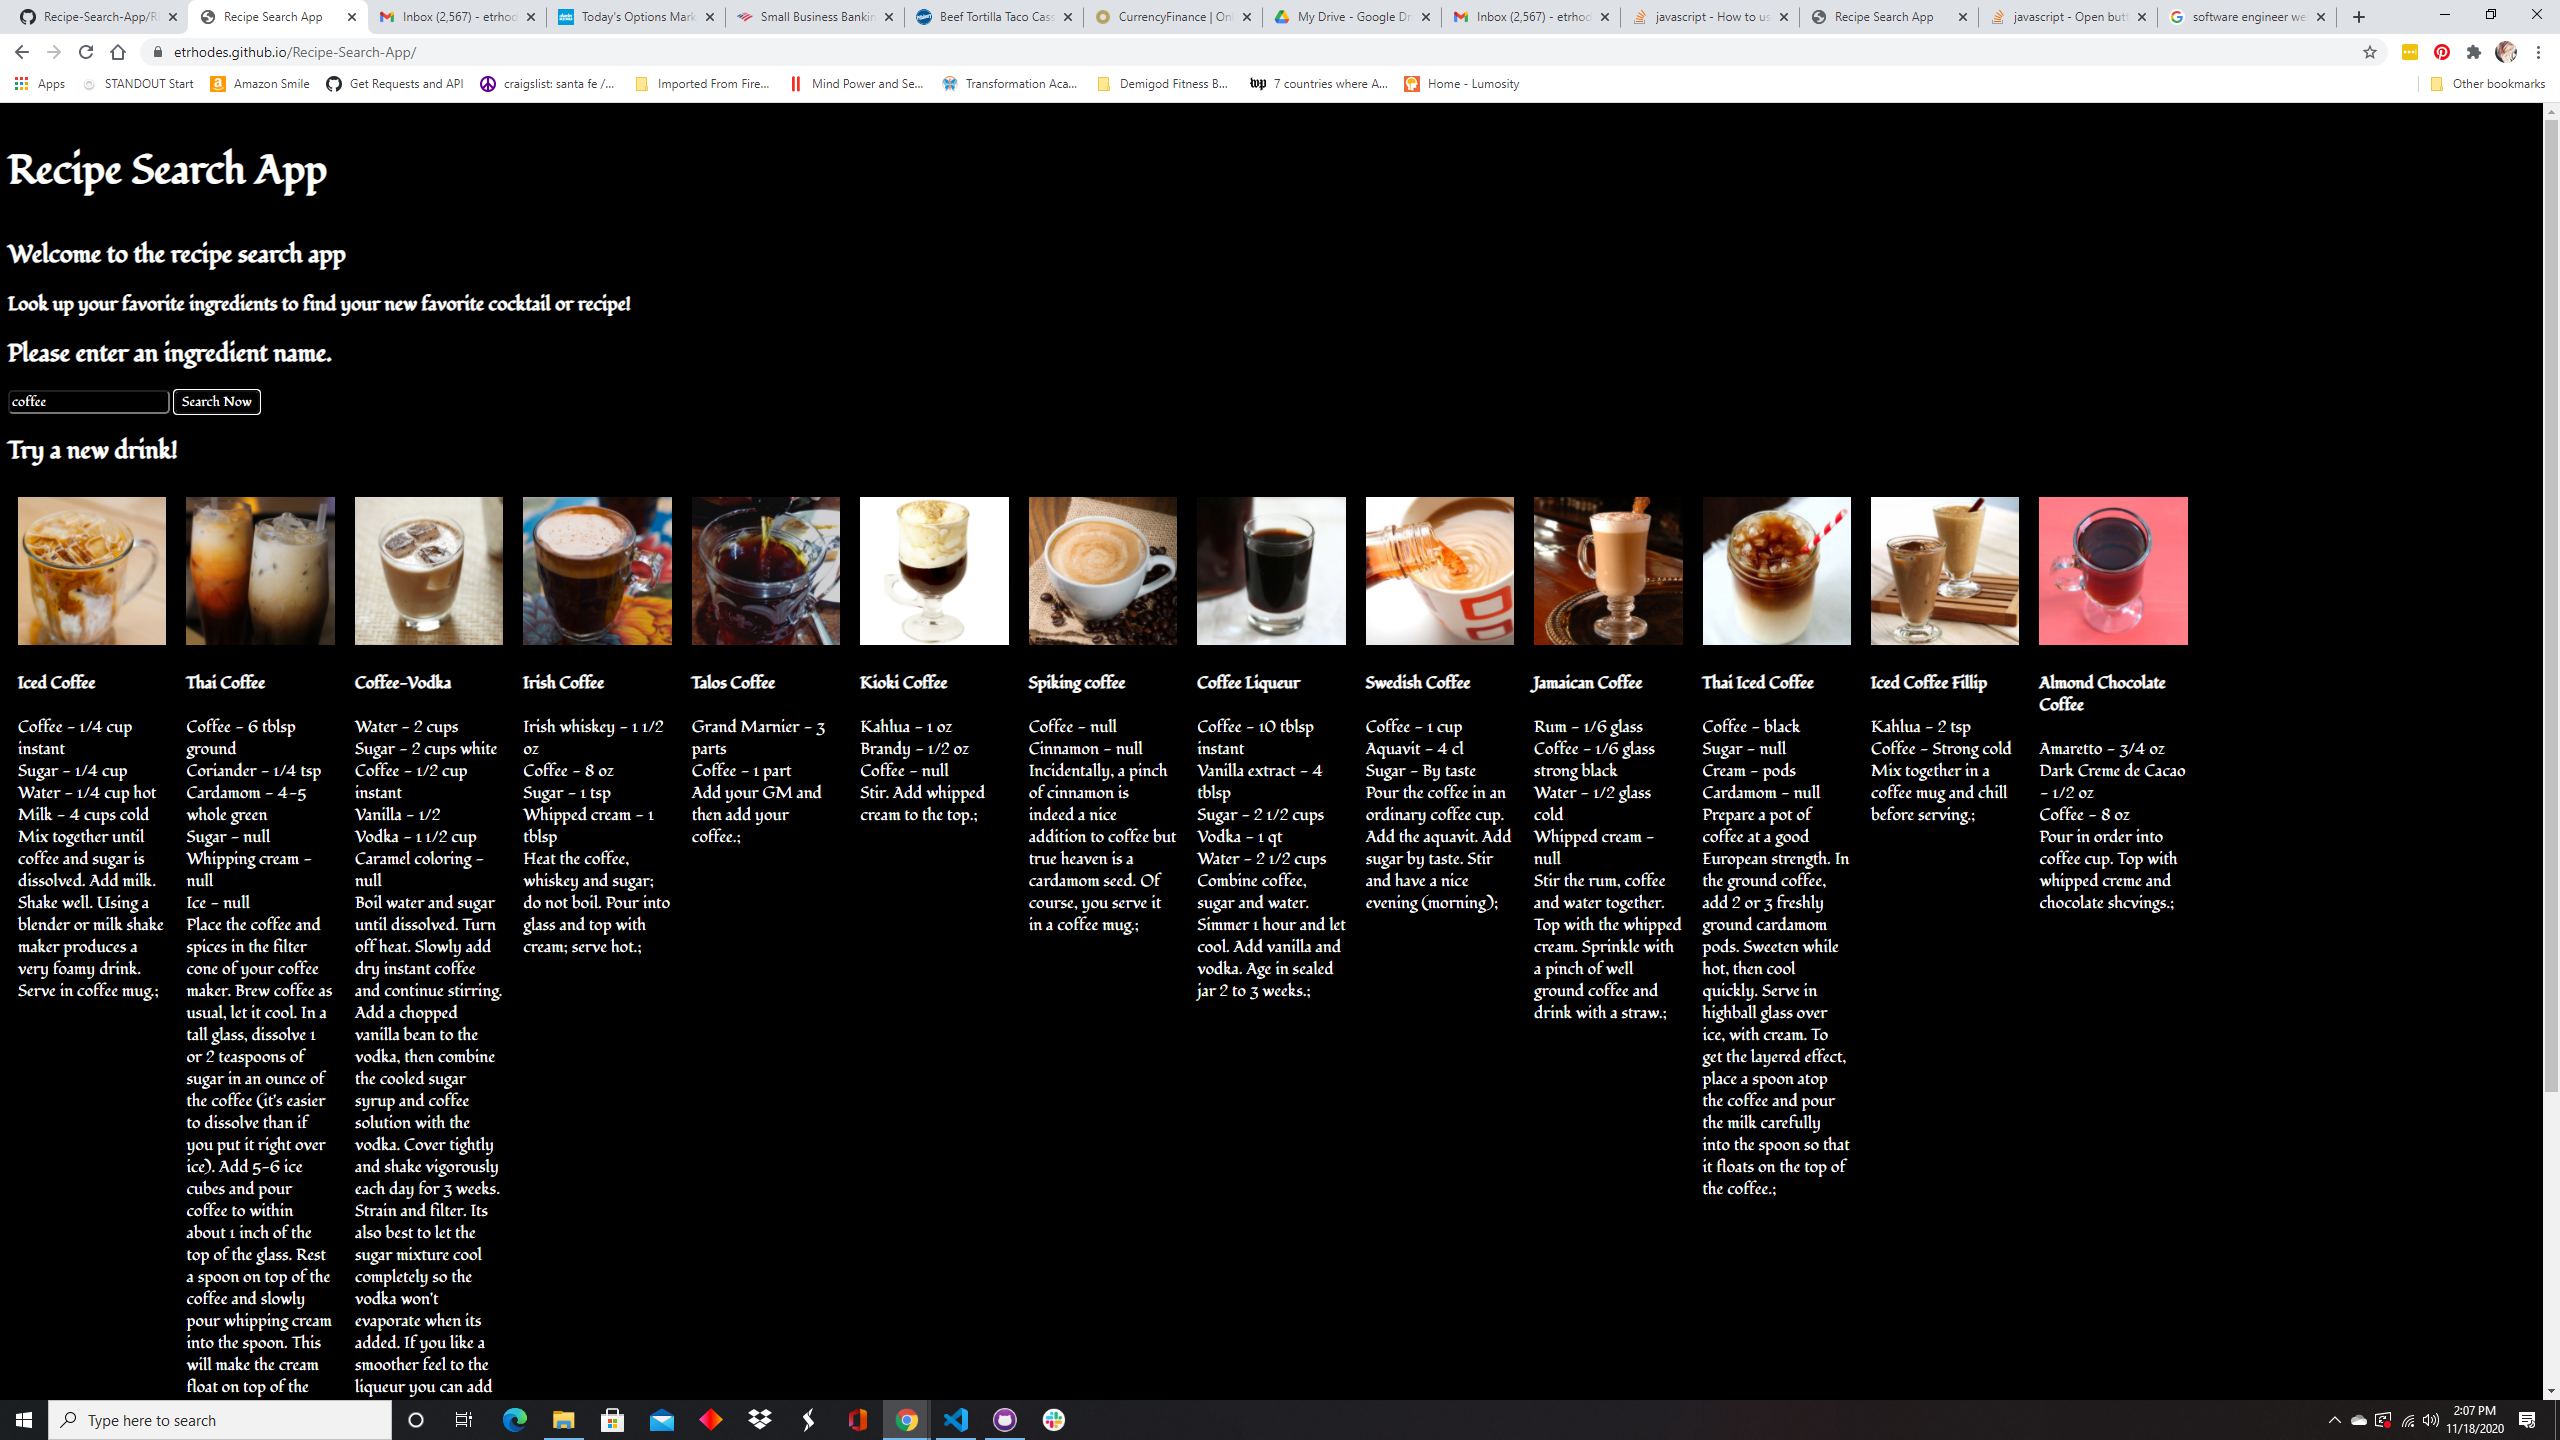 Recipe-Search-App/R
Recipe Search App
Inbox (2,567) - etrhod
Today's Options Mark
Small Business Bankin
Beef Tortilla Taco Cass
CurrencyFinance | Onl
My Drive - Google Dr
Inbox (2,567) - etrhod
javascript - How to us
Recipe Search App
javascript - Open butt
software engineer we
etrhodes.github.io/Recipe-Search-App/
Apps
STANDOUT Start
Amazon Smile
Get Requests and API
craigslist: santa fe /...
Imported From Fire...
Mind Power and Se...
Transformation Aca...
Demigod Fitness B...
7 countries where A...
Home - Lumosity
Other bookmarks
Recipe Search App
Welcome to the recipe search app
Look up your favorite ingredients to find your new favorite cocktail or recipe!
Please enter an ingredient name.
coffee
Search Now
Try a new drink!
Iced Coffee
Coffee - 1/4 cup
instant
Sugar - 1/4 cup
Water - 1/4 cup hot
Milk - 4 cups cold
Mix together until
coffee and sugar is
dissolved. Add milk.
Shake well. Using a
blender or milk shake
maker produces a
very foamy drink.
Serve in coffee mug.;
Thai Coffee
Coffee - 6 tblsp
ground
Coriander - 1/4 tsp
Cardamom - 4-5
whole green
Sugar - null
Whipping cream -
null
Ice - null
Place the coffee and
spices in the filter
cone of your coffee
maker. Brew coffee as
usual, let it cool. In a
tall glass, dissolve 1
or 2 teaspoons of
sugar in an ounce of
the coffee (it's easier
to dissolve than if
you put it right over
ice). Add 5-6 ice
cubes and pour
coffee to within
about 1 inch of the
top of the glass. Rest
a spoon on top of the
coffee and slowly
pour whipping cream
into the spoon. This
will make the cream
float on top of the
Coffee-Vodka
Water - 2 cups
Sugar - 2 cups white
Coffee - 1/2 cup
instant
Vanilla - 1/2
Vodka - 1 1/2 cup
Caramel coloring -
null
Boil water and sugar
until dissolved. Turn
off heat. Slowly add
dry instant coffee
and continue stirring.
Add a chopped
vanilla bean to the
vodka, then combine
the cooled sugar
syrup and coffee
solution with the
vodka. Cover tightly
and shake vigorously
each day for 3 weeks.
Strain and filter. Its
also best to let the
sugar mixture cool
completely so the
vodka won't
evaporate when its
added. If you like a
smoother feel to the
liqueur you can add
Irish Coffee
Irish whiskey - 1 1/2
oz
Coffee - 8 oz
Sugar - 1 tsp
Whipped cream - 1
tblsp
Heat the coffee,
whiskey and sugar;
do not boil. Pour into
glass and top with
cream; serve hot.;
Talos Coffee
Grand Marnier - 3
parts
Coffee - 1 part
Add your GM and
then add your
coffee.;
Kioki Coffee
Kahlua - 1 oz
Brandy - 1/2 oz
Coffee - null
Stir. Add whipped
cream to the top.;
Spiking coffee
Coffee - null
Cinnamon - null
Incidentally, a pinch
of cinnamon is
indeed a nice
addition to coffee but
true heaven is a
cardamom seed. Of
course, you serve it
in a coffee mug.;
Coffee Liqueur
Coffee - 10 tblsp
instant
Vanilla extract - 4
tblsp
Sugar - 2 1/2 cups
Vodka - 1 qt
Water - 2 1/2 cups
Combine coffee,
sugar and water.
Simmer 1 hour and let
cool. Add vanilla and
vodka. Age in sealed
jar 2 to 3 weeks.;
Swedish Coffee
Coffee - 1 cup
Aquavit - 4 cl
Sugar - By taste
Pour the coffee in an
ordinary coffee cup.
Add the aquavit. Add
sugar by taste. Stir
and have a nice
evening (morning);
Jamaican Coffee
Rum - 1/6 glass
Coffee - 1/6 glass
strong black
Water - 1/2 glass
cold
Whipped cream -
null
Stir the rum, coffee
and water together.
Top with the whipped
cream. Sprinkle with
a pinch of well
ground coffee and
drink with a straw.;
Thai Iced Coffee
Coffee - black
Sugar - null
Cream - pods
Cardamom - null
Prepare a pot of
coffee at a good
European strength. In
the ground coffee,
add 2 or 3 freshly
ground cardamom
pods. Sweeten while
hot, then cool
quickly. Serve in
highball glass over
ice, with cream. To
get the layered effect,
place a spoon atop
the coffee and pour
the milk carefully
into the spoon so that
it floats on the top of
the coffee.;
Iced Coffee Fillip
Kahlua - 2 tsp
Coffee - Strong cold
Mix together in a
coffee mug and chill
before serving.;
Almond Chocolate
Coffee
Amaretto - 3/4 oz
Dark Creme de Cacao
- 1/2 oz
Coffee - 8 oz
Pour in order into
coffee cup. Top with
whipped creme and
chocolate shcvings.;
Type here to search
2:07 PM
11/18/2020